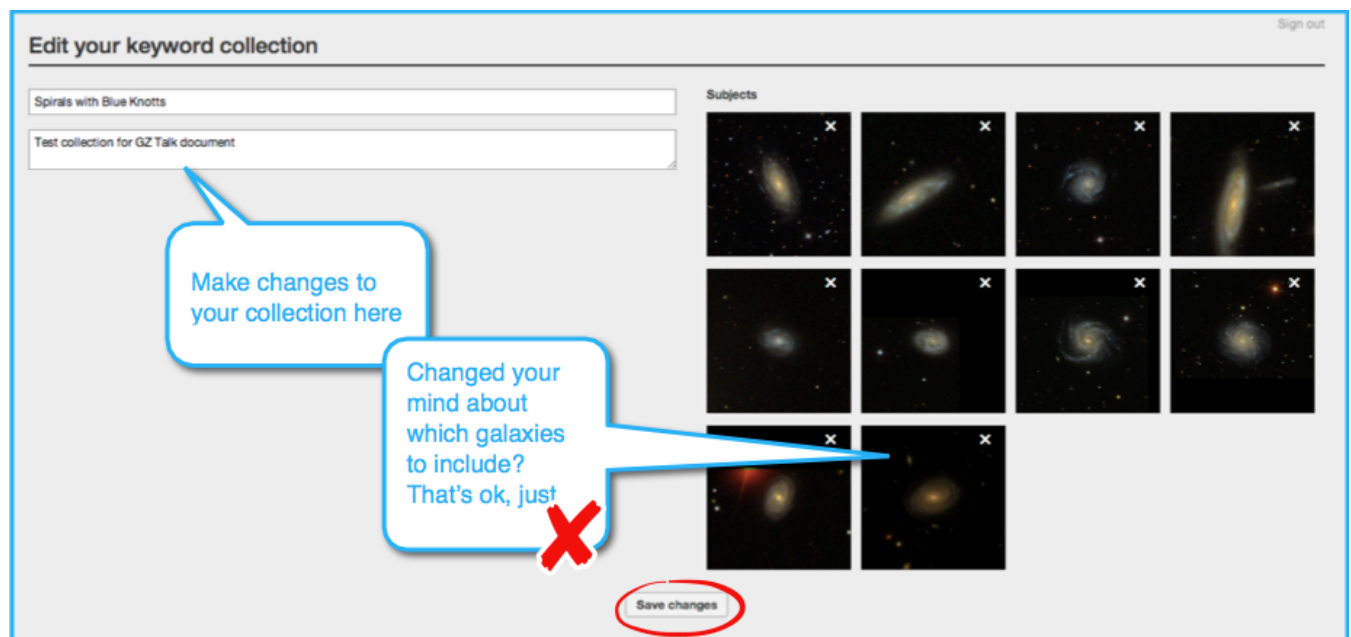 Sign out
Edit your keyword collection
Spirals with Blue Knotts
Subjects
Test collection for GZ Talk document
Make changes to
your collection here
Changed your
mind about
which galaxies
to include?
That's ok, just
Save changes